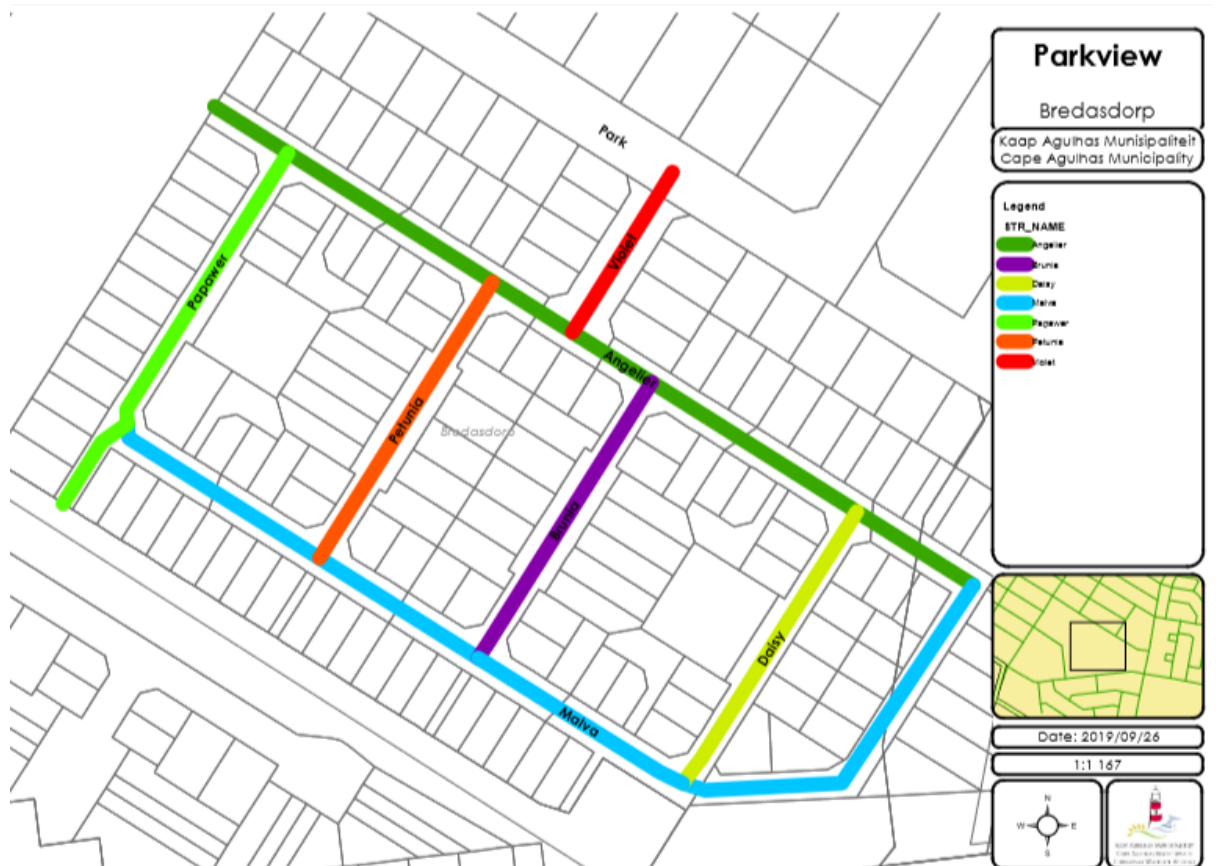 Parkview
Bredasdorp
Kaap Agulhas Munisipaliteit
Cape Agulhas Municipality
Legend
STR_NAME
Angelier
Brunia
Daisy
Malva
Papawer
Petunia
Violet
Park
Violet
Papawer
Angelier
Petunia
Bredasdorp
Brunia
Daisy
Malva
Date: 2019/09/26
1:1 167
N
W
E
S